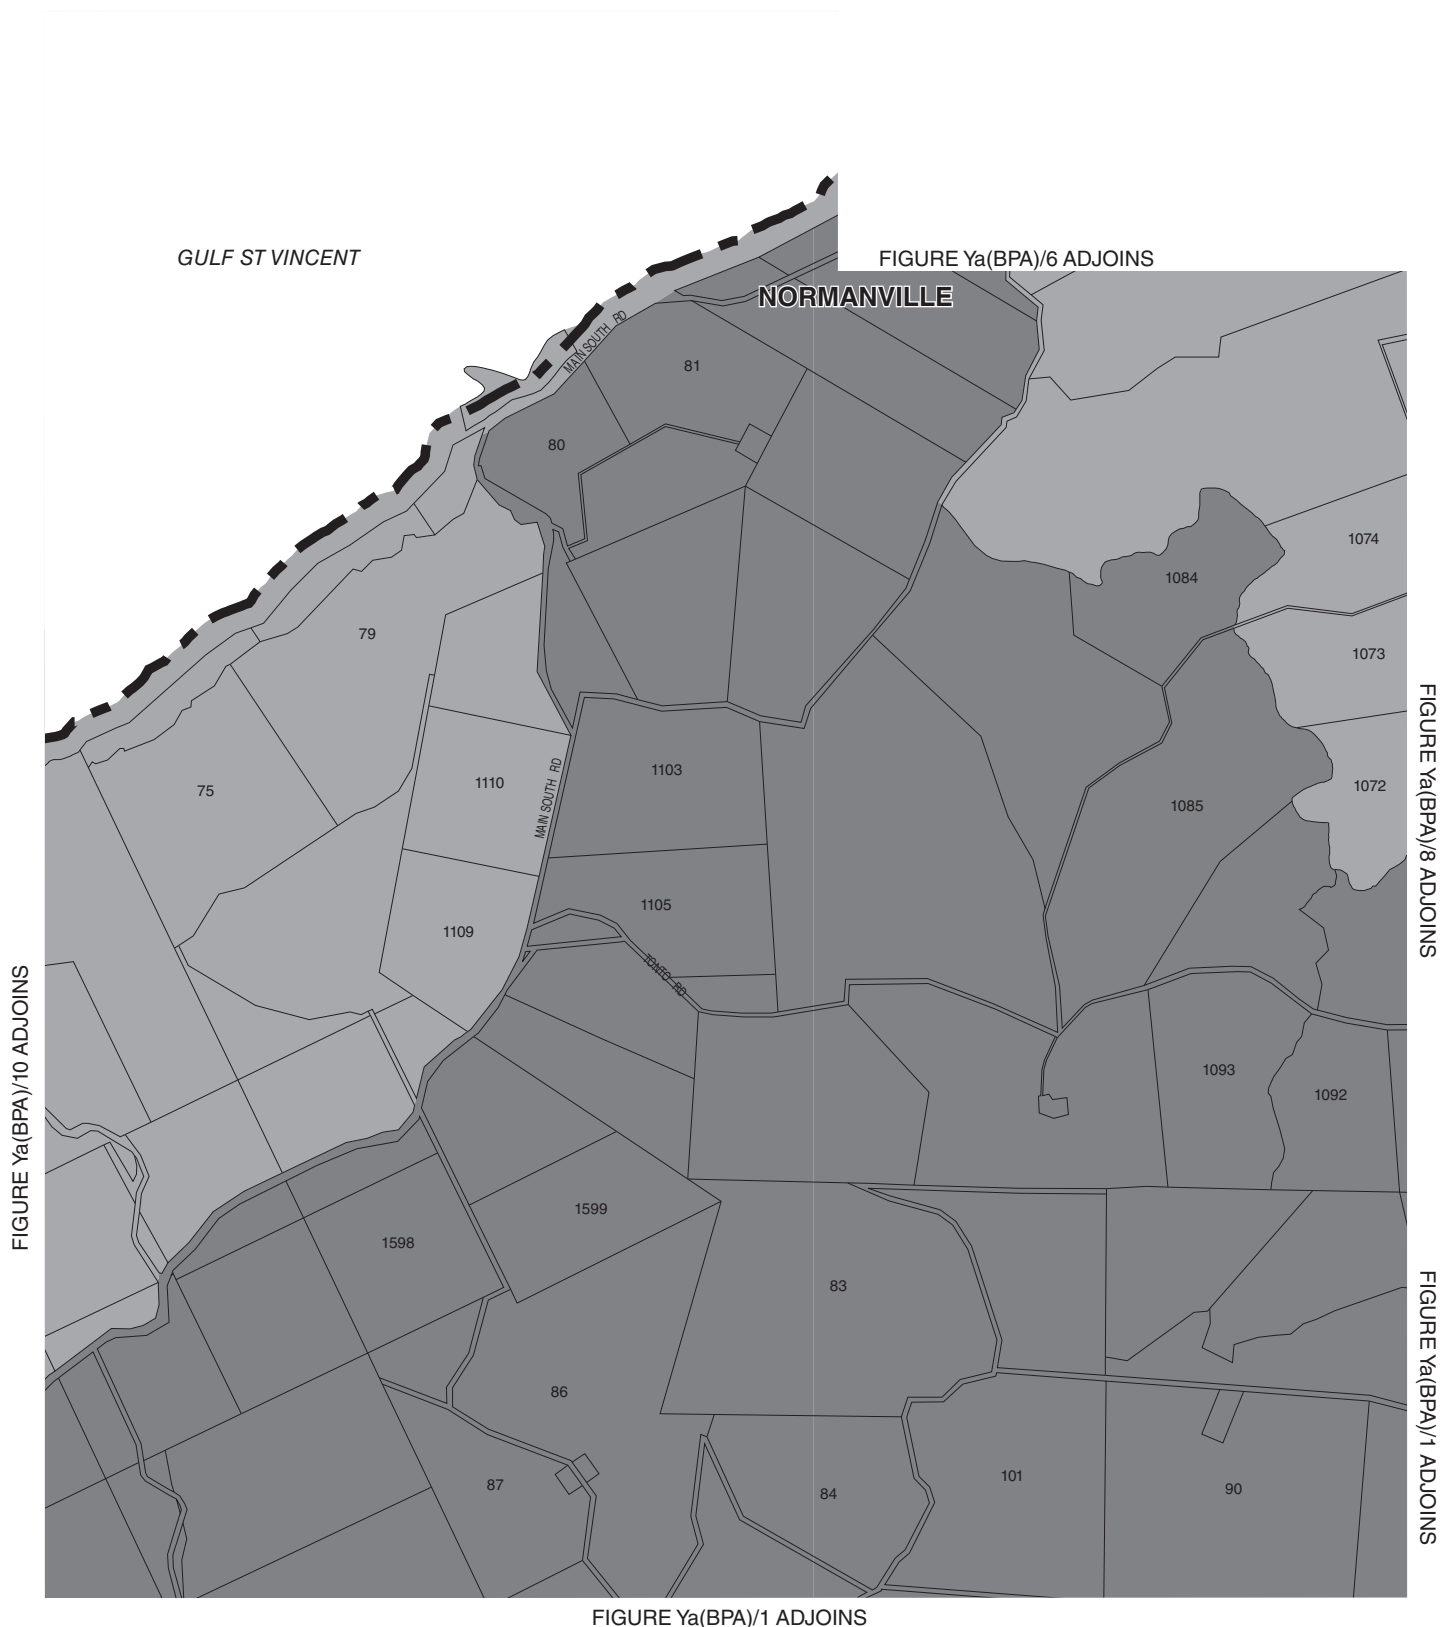 GULF ST VINCENT
FIGURE Ya(BPA)/6 ADJOINS
NORMANVILLE
MAIN SOUTH RD
81
80
1074
1084
79
1073
FIGURE Ya(BPA)/8 ADJOINS
1103
1110
75
MAIN SOUTH RD
1085
1072
1105
1109
TONTO RD
FIGURE Ya(BPA)/10 ADJOINS
1093
1092
1599
1598
83
FIGURE Ya(BPA)/1 ADJOINS
86
87
84
101
90
FIGURE Ya(BPA)/1 ADJOINS